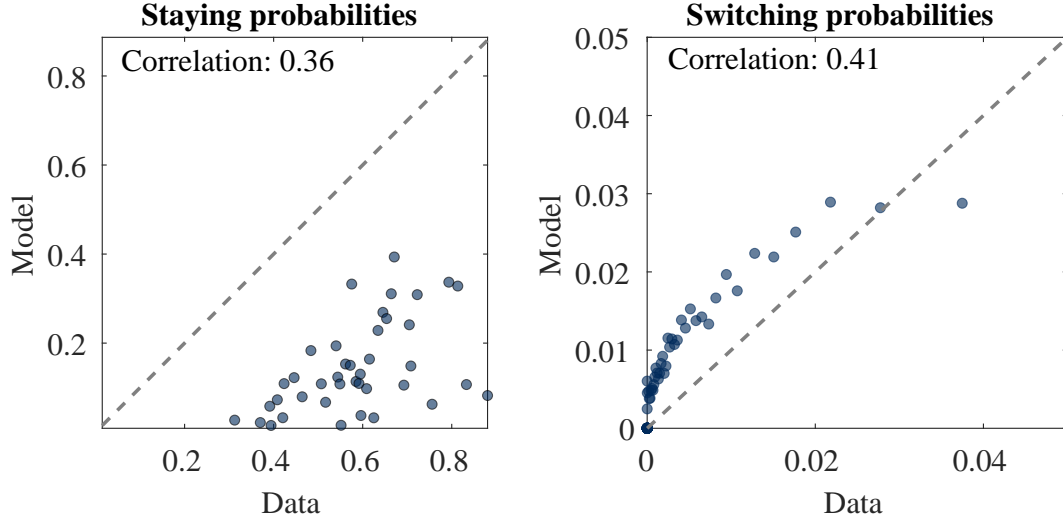 Staying probabilities
Correlation: 0.36
0.8
0.6
0.4
0.2
Model
0.2 0.4 0.6 0.8
Data
Switching probabilities
Correlation: 0.41
0.05
0.04
0.03
0.02
0.01
0
Model
0 0.02 0.04
Data